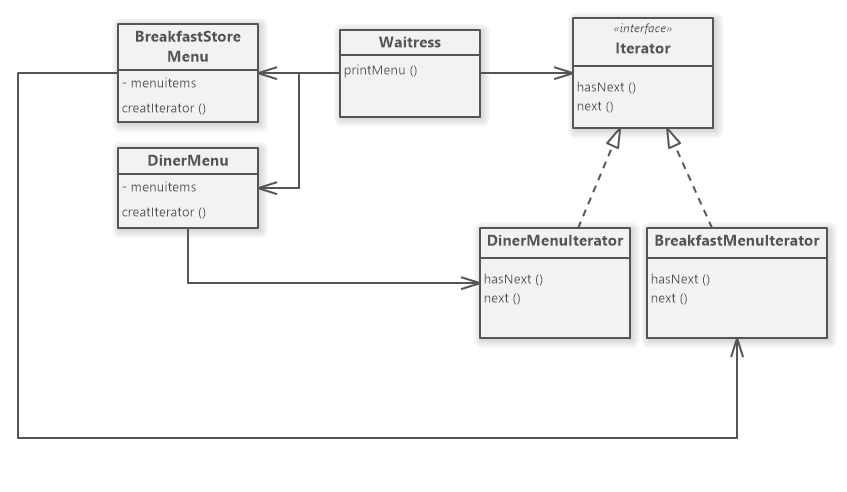 BreakfastStore
Menu
- menuitems
creatIterator ()
Waitress
printMenu ()
«interface»
Iterator
hasNext ()
next ()
DinerMenu
- menuitems
creatIterator ()
DinerMenuIterator
hasNext ()
next ()
BreakfastMenuIterator
hasNext ()
next ()